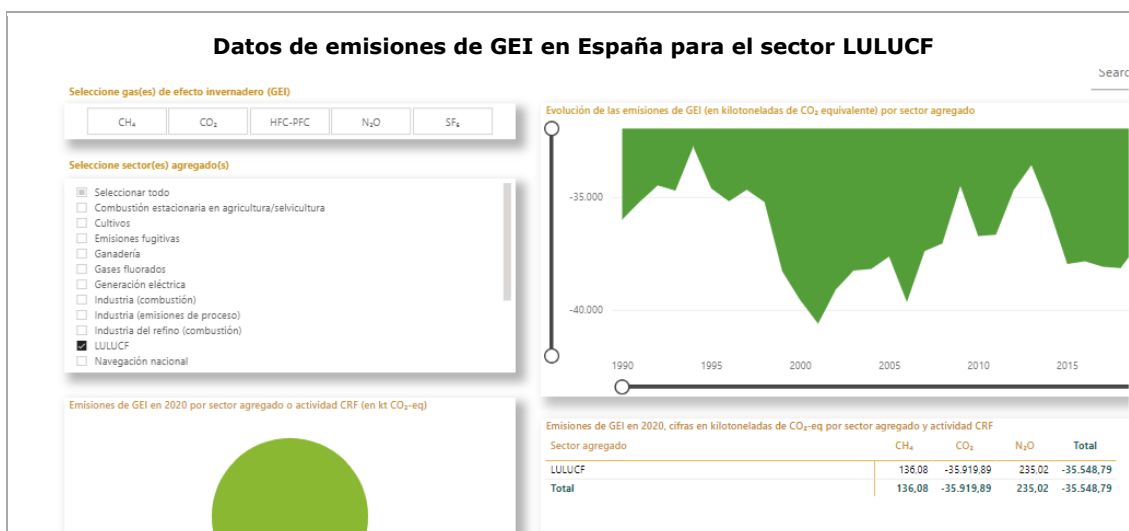 Datos de emisiones de GEI en España para el sector LULUCF
Seleccione gas(es) de efecto invernadero (GEI)
CH₄ CO₂ HFC-PFC N₂O SF₆
Seleccione sector(es) agregado(s)
Seleccionar todo
Combustión estacionaria en agricultura/selvicultura
Cultivos
Emisiones fugitivas
Ganadería
Gases fluorados
Generación eléctrica
Industria (combustión)
Industria (emisiones de proceso)
Industria del refino (combustión)
LULUCF
Navegación nacional
Emisiones de GEI en 2020 por sector agregado o actividad CRF (en kt CO₂-eq)
Searc
Evolución de las emisiones de GEI (en kilotoneladas de CO₂ equivalente) por sector agregado
-35.000
-40.000
1990 1995 2000 2005 2010 2015
Emisiones de GEI en 2020, cifras en kilotoneladas de CO₂-eq por sector agregado y actividad CRF
Sector agregado CH₄ CO₂ N₂O Total
LULUCF 136,08 -35.919,89 235,02 -35.548,79
Total 136,08 -35.919,89 235,02 -35.548,79